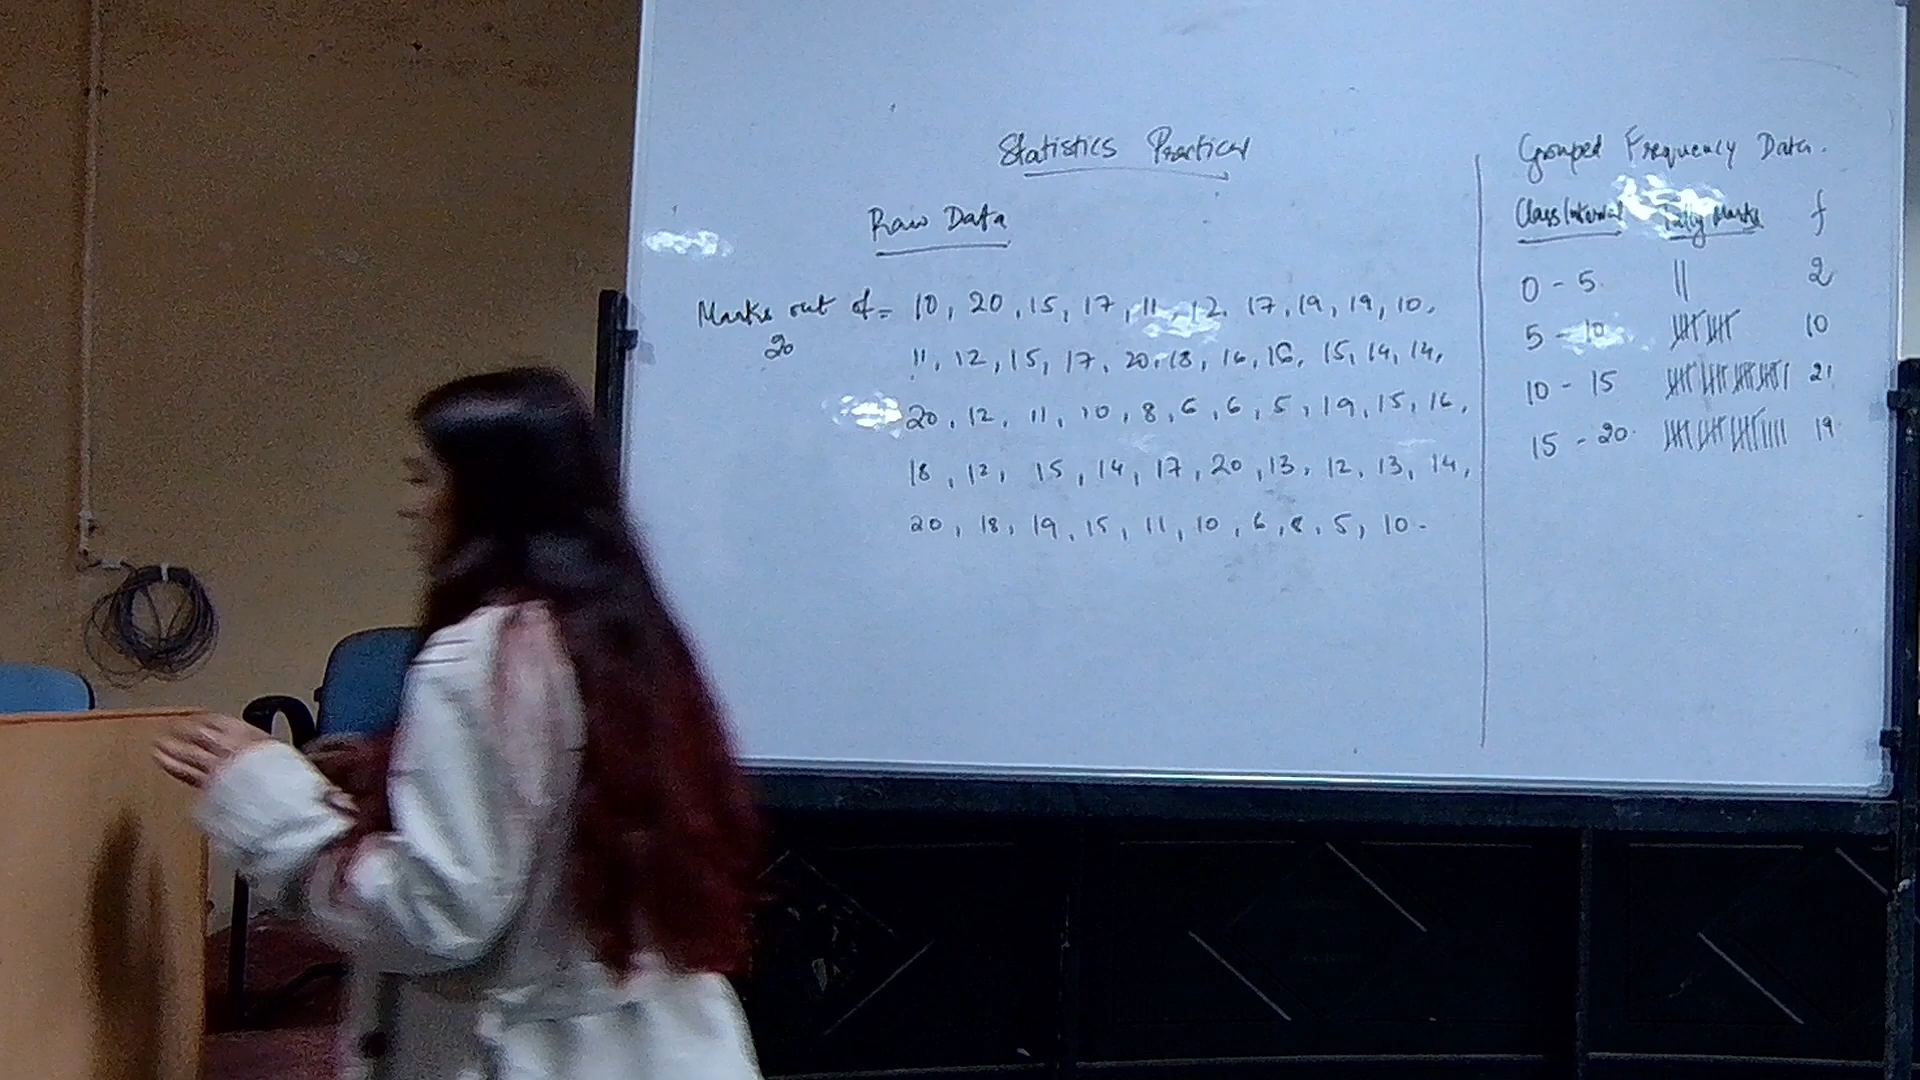 Statistics Practical
Raw Data
Marks out of = 10, 20, 15, 17, 11, 12, 17, 19, 19, 10,
20
11, 12, 15, 17, 20, 18, 16, 16, 15, 14, 14,
20, 12, 11, 10, 8, 6, 6, 5, 19, 15, 16,
18, 12, 15, 14, 17, 20, 13, 12, 13, 14,
20, 18, 19, 15, 11, 10, 6, 8, 5, 10.
Grouped Frequency Data.
Class Interval Tally Marks f
0 - 5 || 2
5 - 10 10
10 - 15 21
15 - 20 19